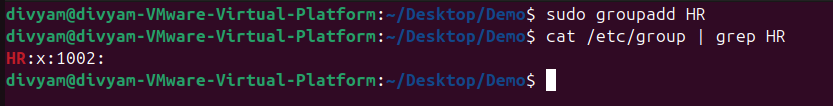 divyam@divyam-VMware-Virtual-Platform:~/Desktop/Demo$ sudo groupadd HR
divyam@divyam-VMware-Virtual-Platform:~/Desktop/Demo$ cat /etc/group | grep HR
HR:x:1002:
divyam@divyam-VMware-Virtual-Platform:~/Desktop/Demo$